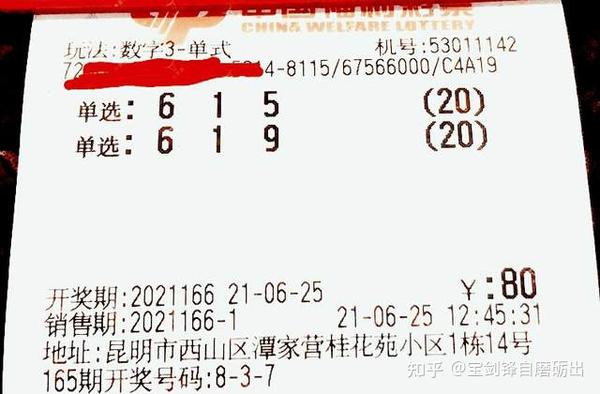 CHINA WELFARE LOTTERY
玩法:数字3-单式 机号:53011142
4-8115/67566000/C4A19
单选: 6 1 5 (20)
单选: 6 1 9 (20)
开奖期:2021166 21-06-25 ¥:80
销售期:2021166-1 21-06-25 12:45:31
地址:昆明市西山区潭家营桂花苑小区1栋14号
165期开奖号码:8-3-7
知乎 @宝剑锋自磨砺出